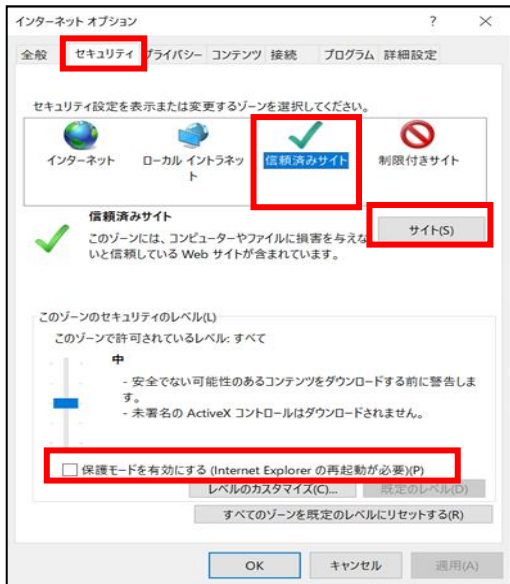 インターネット オプション ? ×
全般 セキュリティ プライバシー コンテンツ 接続 プログラム 詳細設定
セキュリティ設定を表示または変更するゾーンを選択してください。
インターネット ローカル イントラネッ 信頼済みサイト 制限付きサイト
ト
信頼済みサイト
サイト(S)
このゾーンには、コンピューターやファイルに損害を与えな
いと信頼している Web サイトが含まれています。
このゾーンのセキュリティのレベル(L)
このゾーンで許可されているレベル: すべて
中
- 安全でない可能性のあるコンテンツをダウンロードする前に警告しま
す。
- 未署名の ActiveX コントロールはダウンロードされません。
保護モードを有効にする (Internet Explorer の再起動が必要)(P)
レベルのカスタマイズ(C)... 既定のレベル(D)
すべてのゾーンを既定のレベルにリセットする(R)
OK キャンセル 適用(A)